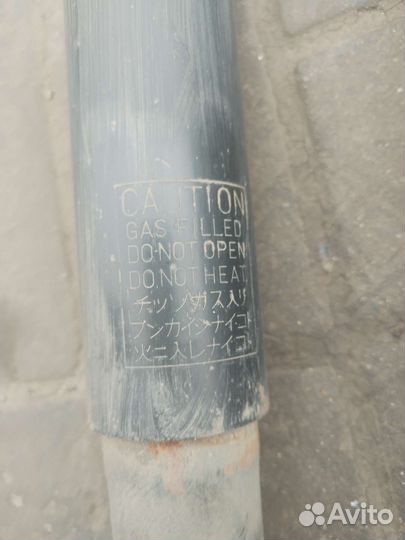 CAUTION
GAS FILLED
DO NOT OPEN
DO NOT HEAT
チッソガス入リ
ブンカイシナイコト
火ニ入レナイコト
Avito